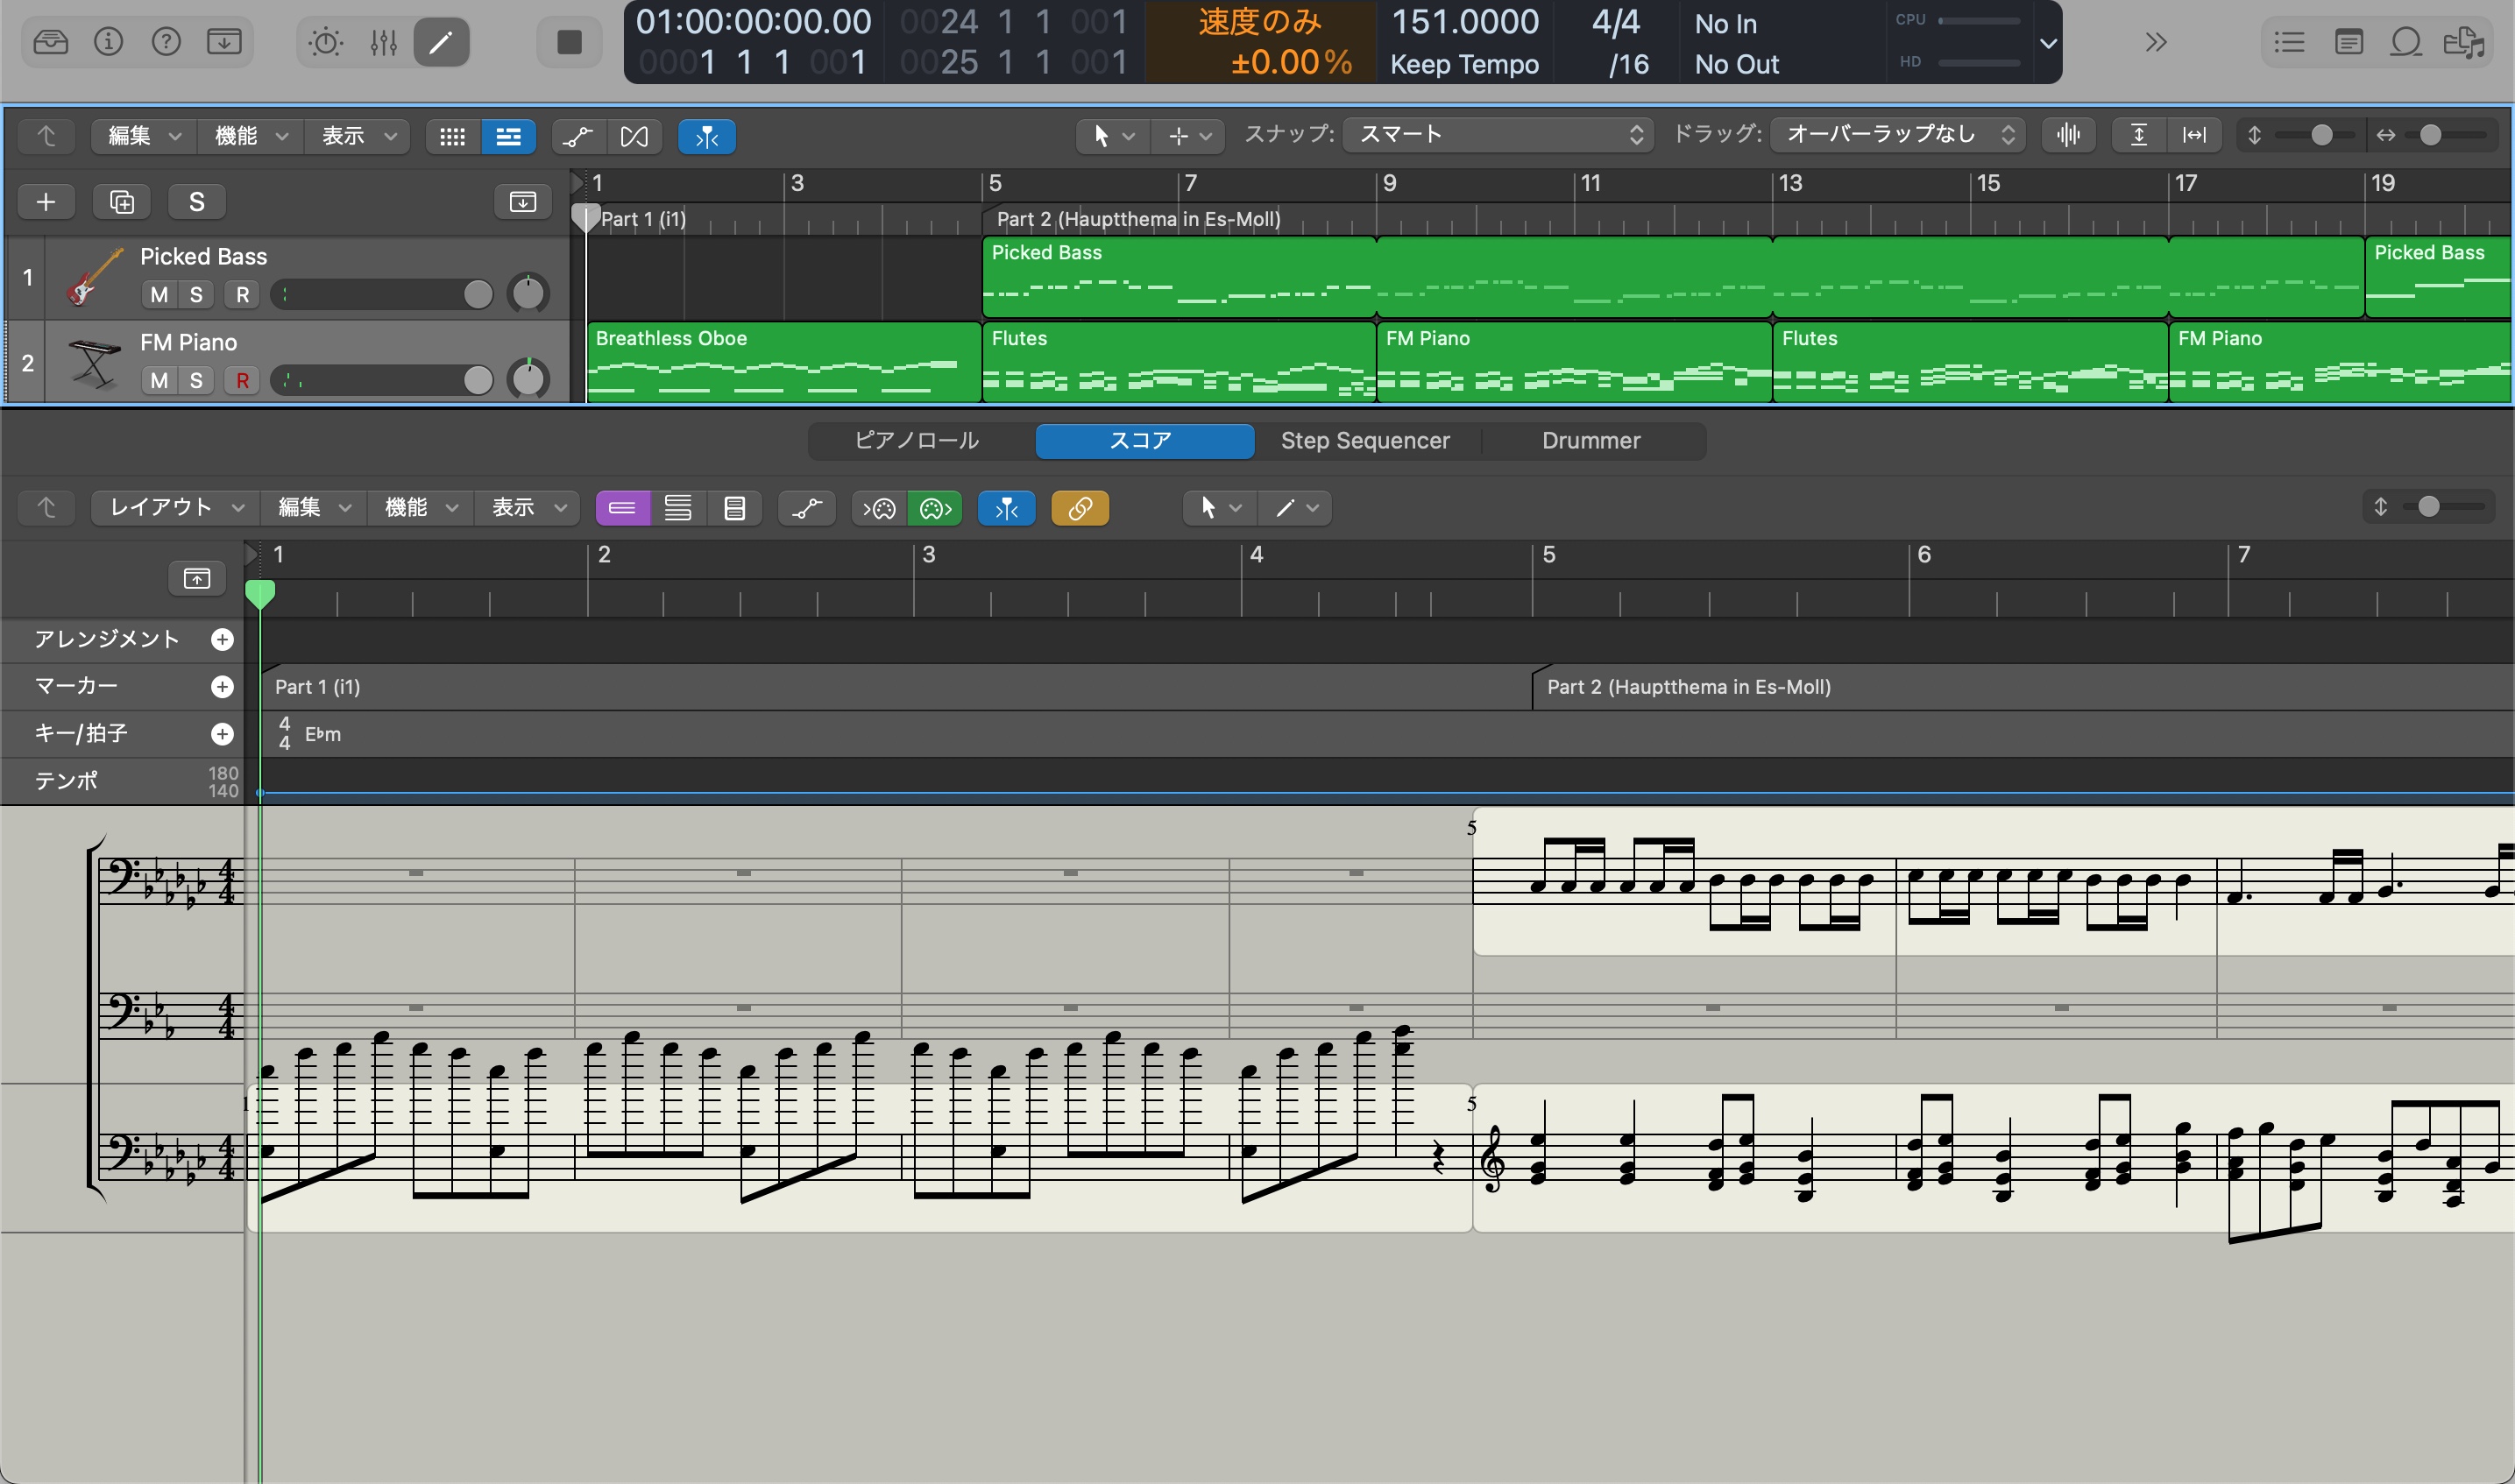 01:00:00:00.00 0024 1 1 001 速度のみ 151.0000 4/4 No In CPU
0001 1 1 001 0025 1 1 001 ±0.00% Keep Tempo /16 No Out HD
編集 機能 表示 スナップ: スマート ドラッグ: オーバーラップなし
S 1 3 5 7 9 11 13 15 17 19
Part 1 (i1) Part 2 (Hauptthema in Es-Moll)
1 Picked Bass Picked Bass Picked Bass
M S R
2 FM Piano Breathless Oboe Flutes FM Piano Flutes FM Piano
M S R
ピアノロール スコア Step Sequencer Drummer
レイアウト 編集 機能 表示
1 2 3 4 5 6 7
アレンジメント
マーカー Part 1 (i1) Part 2 (Hauptthema in Es-Moll)
キー/拍子 4 4 E♭m
テンポ 180 140
5
4 4
4 4
1 5
4 4